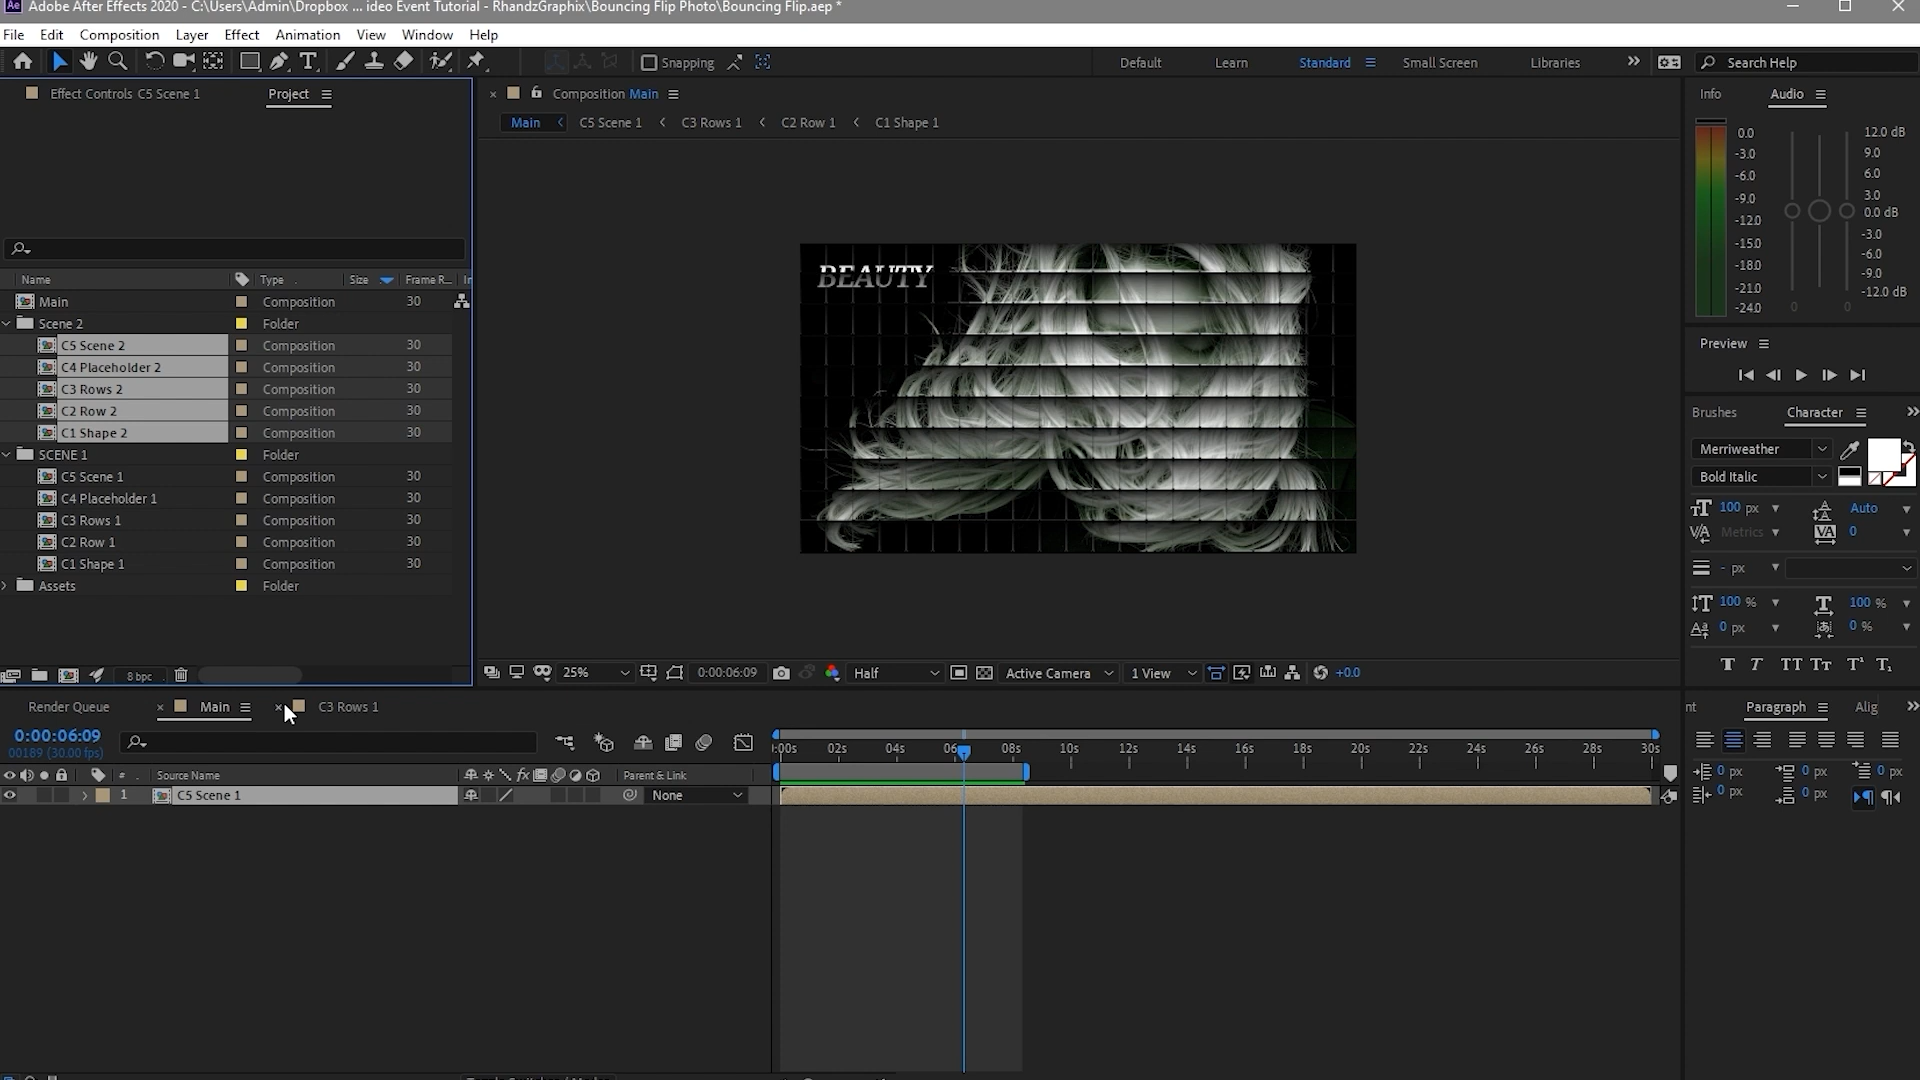 Ae Adobe After Effects 2020 - C:\Users\Admin\Dropbox ... ideo Event Tutorial - RhandzGraphix\Bouncing Flip Photo\Bouncing Flip.aep *
File Edit Composition Layer Effect Animation View Window Help
Snapping Default Learn Standard Small Screen Libraries Search Help
Effect Controls C5 Scene 1 Project
Composition Main
Info Audio
Main C5 Scene 1 C3 Rows 1 C2 Row 1 C1 Shape 1
0.0 12.0 dB
-3.0 9.0
-6.0 6.0
-9.0 3.0
-12.0 0.0 dB
-15.0 -3.0
-18.0 -6.0
-21.0 -9.0
-24.0 0 0 -12.0 dB
BEAUTY
Name Type Size Frame R... In
Main Composition 30
Scene 2 Folder
C5 Scene 2 Composition 30
C4 Placeholder 2 Composition 30
C3 Rows 2 Composition 30
C2 Row 2 Composition 30
C1 Shape 2 Composition 30
SCENE 1 Folder
C5 Scene 1 Composition 30
C4 Placeholder 1 Composition 30
C3 Rows 1 Composition 30
C2 Row 1 Composition 30
C1 Shape 1 Composition 30
Assets Folder
Preview
Brushes Character
Merriweather
Bold Italic
100 px Auto
Metrics 0
- px
100 % 100 %
0 px 0 %
T T TT Tт T¹ T₁
8 bpc
25% 0:00:06:09 Half Active Camera 1 View +0.0
Render Queue Main C3 Rows 1
nt Paragraph Alig
0:00:06:09
00189 (30.00 fps)
:00s 02s 04s 06 08s 10s 12s 14s 16s 18s 20s 22s 24s 26s 28s 30s
# Source Name fx Parent & Link
1 C5 Scene 1 None
0 px 0 px 0 px
0 px 0 px